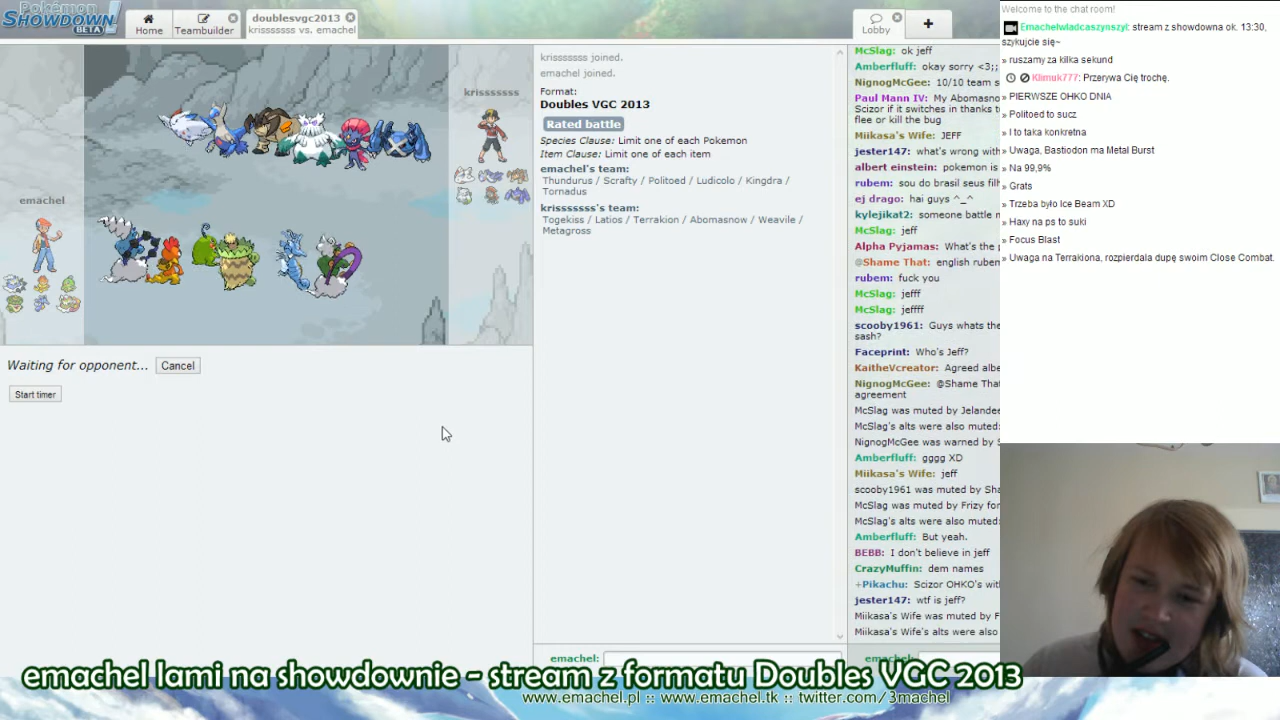 Pokémon
SHOWDOWN!
BETA
Home
Teambuilder
doublesvgc2013
krisssssss vs. emachel
Lobby
krisssssss
emachel
Waiting for opponent... Cancel
Start timer
krisssssss joined.
emachel joined.
Format:
Doubles VGC 2013
Rated battle
Species Clause: Limit one of each Pokemon
Item Clause: Limit one of each item
emachel's team:
Thundurus / Scrafty / Politoed / Ludicolo / Kingdra /
Tornadus
krisssssss's team:
Togekiss / Latios / Terrakion / Abomasnow / Weavile /
Metagross
emachel:
McSlag: ok jeff
Amberfluff: okay sorry <3;;
NignogMcGee: 10/10 team s
Paul Mann IV: My Abomasno
Scizor if it switches in thanks t
flee or kill the bug
Miikasa's Wife: JEFF
jester147: what's wrong with
albert einstein: pokemon is
rubem: sou do brasil seus filh
ej drago: hai guys ^_^
kylejikat2: someone battle m
McSlag: jeff
Alpha Pyjamas: What's the p
@Shame That: english rubem
rubem: fuck you
McSlag: jefff
McSlag: jeffff
scooby1961: Guys whats the
sash?
Faceprint: Who's Jeff?
KaitheVcreator: Agreed albe
NignogMcGee: @Shame That
agreement
McSlag was muted by Jelandee
McSlag's alts were also muted:
NignogMcGee was warned by S
Amberfluff: gggg XD
Miikasa's Wife: jeff
scooby1961 was muted by Sha
McSlag was muted by Frizy for
McSlag's alts were also muted:
Amberfluff: But yeah.
BEBB: I don't believe in jeff
CrazyMuffin: dem names
+Pikachu: Scizor OHKO's wit
jester147: wtf is jeff?
Miikasa's Wife was muted by F
Miikasa's Wife's alts were also
emachel:
Welcome to the chat room!
Emachelwladcaszynszyl: stream z showdowna ok. 13:30,
szykujcie się~
» ruszamy za kilka sekund
Klimuk777: Przerywa Cię trochę.
» PIERWSZE OHKO DNIA
» Politoed to sucz
» I to taka konkretna
» Uwaga, Bastiodon ma Metal Burst
» Na 99,9%
» Grats
» Trzeba było Ice Beam XD
» Haxy na ps to suki
» Focus Blast
» Uwaga na Terrakiona, rozpierdala dupę swoim Close Combat.
emachel lami na showdownie - stream z formatu Doubles VGC 2013
www.emachel.pl :: www.emachel.tk :: twitter.com/3machel